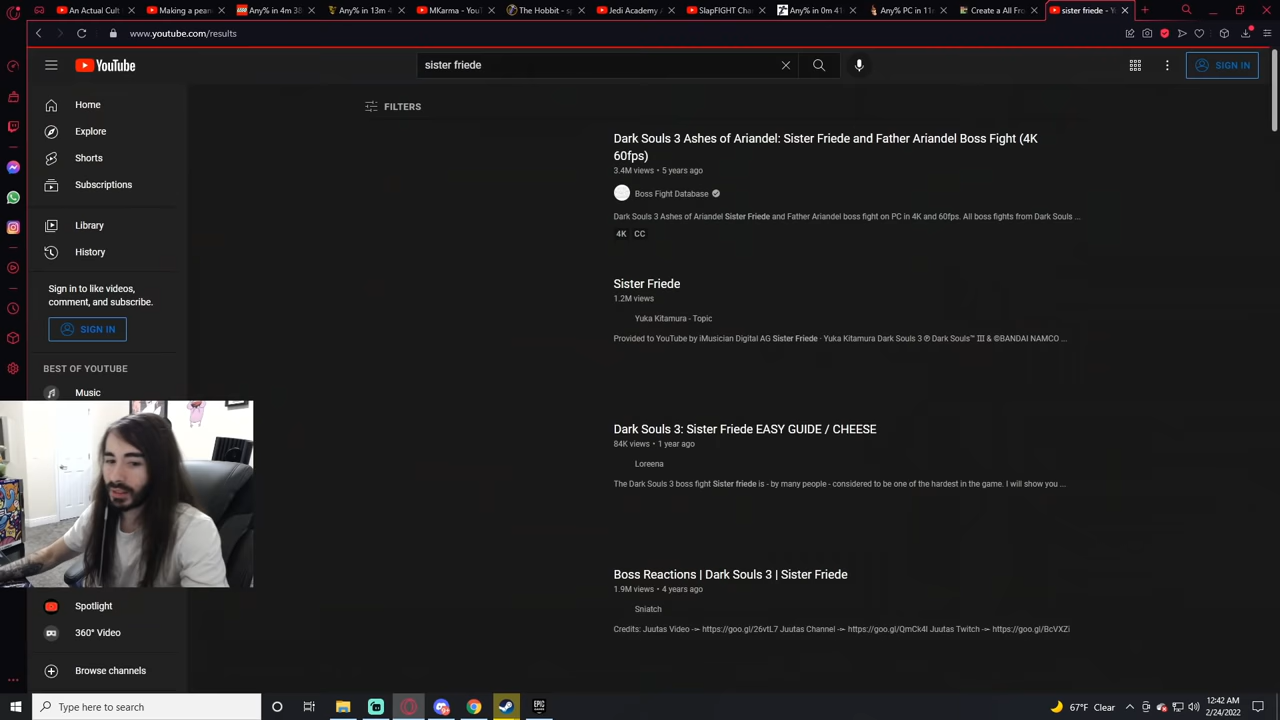 An Actual Cult
Making a pean
Any% in 4m 38
Any% in 13m 4
MKarma - YouT
The Hobbit - sp
Jedi Academy
SlapFIGHT Cha
Any% in 0m 41
Any% PC in 11
Create a All Fro
sister friede - Y
www.youtube.com/results
YouTube
sister friede
SIGN IN
FILTERS
Home
Explore
Shorts
Subscriptions
Library
History
Sign in to like videos,
comment, and subscribe.
SIGN IN
BEST OF YOUTUBE
Music
Spotlight
360° Video
Browse channels
Dark Souls 3 Ashes of Ariandel: Sister Friede and Father Ariandel Boss Fight (4K
60fps)
3.4M views • 5 years ago
Boss Fight Database
Dark Souls 3 Ashes of Ariandel Sister Friede and Father Ariandel boss fight on PC in 4K and 60fps. All boss fights from Dark Souls ...
4K CC
Sister Friede
1.2M views
Yuka Kitamura - Topic
Provided to YouTube by iMusician Digital AG Sister Friede · Yuka Kitamura Dark Souls 3 ℗ Dark Souls™ III & ©BANDAI NAMCO ...
Dark Souls 3: Sister Friede EASY GUIDE / CHEESE
84K views • 1 year ago
Loreena
The Dark Souls 3 boss fight Sister friede is - by many people - considered to be one of the hardest in the game. I will show you ...
Boss Reactions | Dark Souls 3 | Sister Friede
1.9M views • 4 years ago
Sniatch
Credits: Juutas Video -➤ https://goo.gl/26vtL7 Juutas Channel -➤ https://goo.gl/QmCk4I Juutas Twitch -➤ https://goo.gl/BcVXZi
Type here to search
EPIC
67°F Clear
12:42 AM
2/24/2022